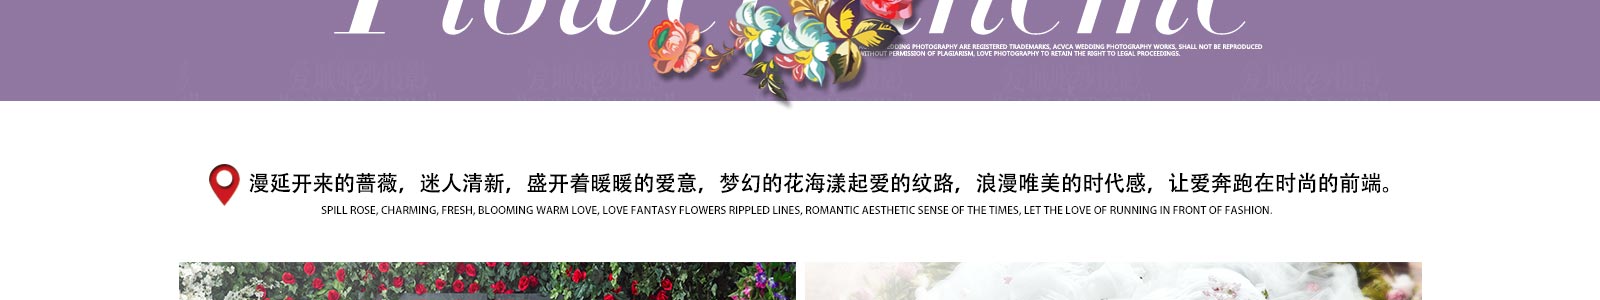 WEDDING PHOTOGRAPHY ARE REGISTERED TRADEMARKS, ACVCA WEDDING PHOTOGRAPHY WORKS, SHALL NOT BE REPRODUCED
WITHOUT PERMISSION OF PLAGIARISM, LOVE PHOTOGRAPHY TO RETAIN THE RIGHT TO LEGAL PROCEEDINGS.
漫延开来的蔷薇，迷人清新，盛开着暖暖的爱意，梦幻的花海漾起爱的纹路，浪漫唯美的时代感，让爱奔跑在时尚的前端。
SPILL ROSE, CHARMING, FRESH, BLOOMING WARM LOVE, LOVE FANTASY FLOWERS RIPPLED LINES, ROMANTIC AESTHETIC SENSE OF THE TIMES, LET THE LOVE OF RUNNING IN FRONT OF FASHION.